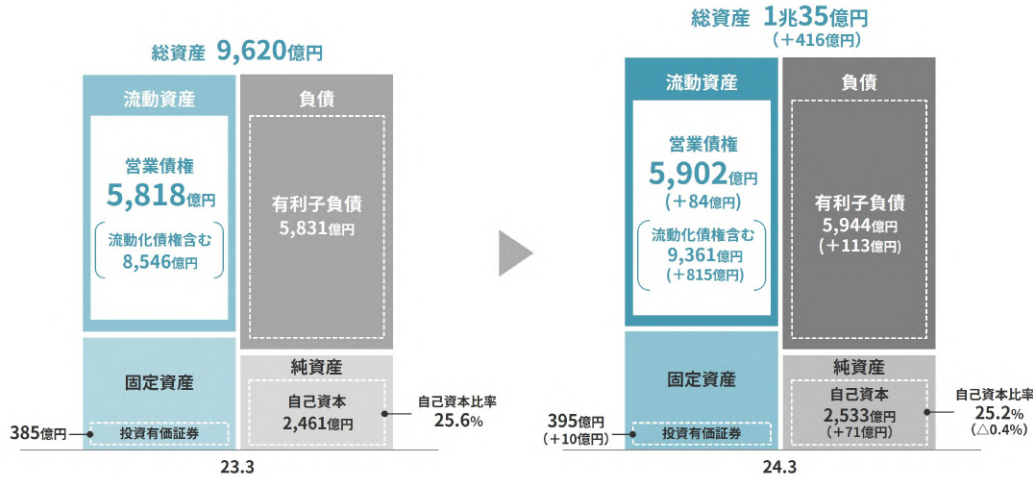 総資産 9,620億円
流動資産
負債
営業債権
5,818億円
流動化債権含む
8,546億円
有利子負債
5,831億円
固定資産
純資産
自己資本
2,461億円
自己資本比率
25.6%
385億円
投資有価証券
23.3
総資産 1兆35億円
(+416億円)
流動資産
負債
営業債権
5,902億円
(+84億円)
流動化債権含む
9,361億円
(+815億円)
有利子負債
5,944億円
(+113億円)
固定資産
純資産
自己資本
2,533億円
(+71億円)
自己資本比率
25.2%
(△0.4%)
395億円
(+10億円)
投資有価証券
24.3